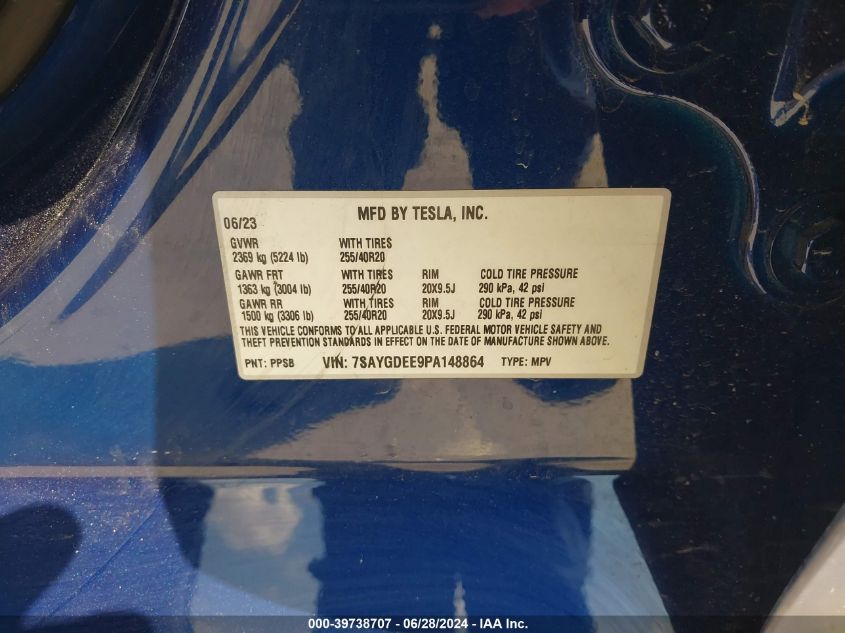 MFD BY TESLA, INC.
06/23
GVWR WITH TIRES
2369 kg (5224 lb) 255/40R20
GAWR FRT WITH TIRES RIM COLD TIRE PRESSURE
1363 kg (3004 lb) 255/40R20 20X9.5J 290 kPa, 42 psi
GAWR RR WITH TIRES RIM COLD TIRE PRESSURE
1500 kg (3306 lb) 255/40R20 20X9.5J 290 kPa, 42 psi
THIS VEHICLE CONFORMS TO ALL APPLICABLE U.S. FEDERAL MOTOR VEHICLE SAFETY AND
THEFT PREVENTION STANDARDS IN EFFECT ON THE DATE OF MANUFACTURE SHOWN ABOVE.
PNT: PPSB VIN: 7SAYGDEE9PA148864 TYPE: MPV
000-39738707 - 06/28/2024 - IAA Inc.